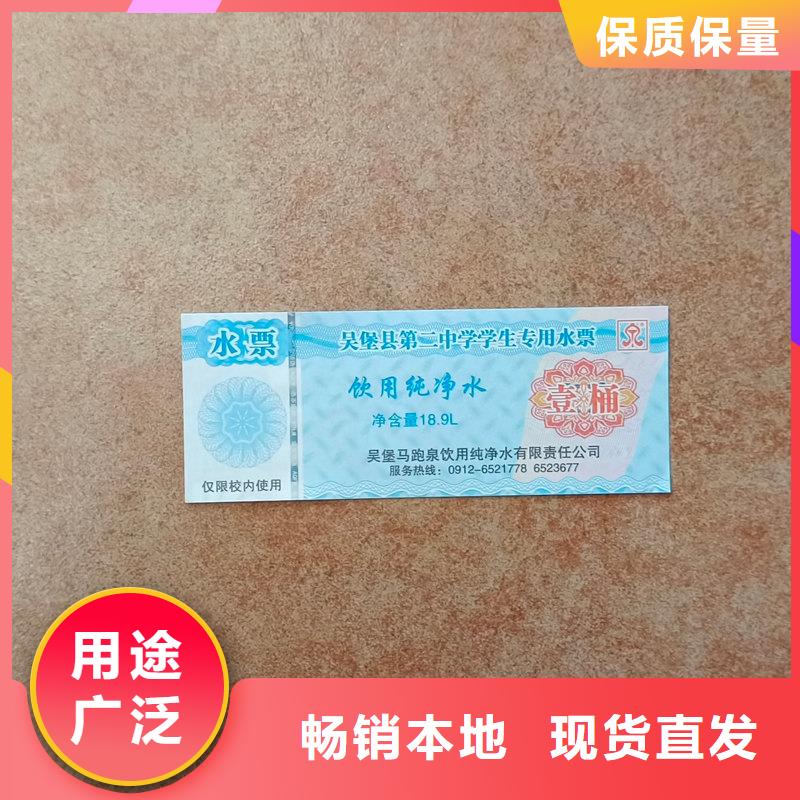 保质保量
水票
吴堡县第二中学学生专用水票
饮用纯净水
净含量18.9L
壹桶
吴堡马跑泉饮用纯净水有限责任公司
服务热线：0912-6521778 6523677
仅限校内使用
用途
广泛
畅销本地 现货直发